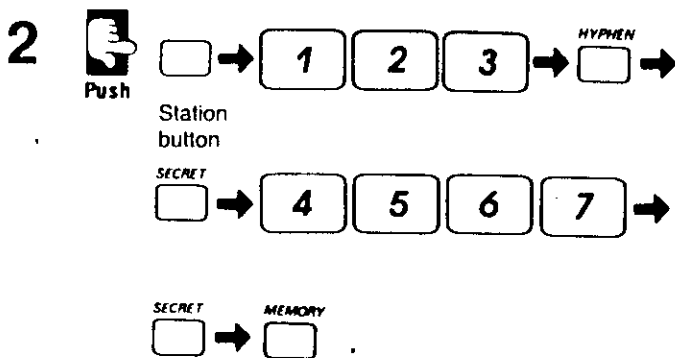 2 Push 1 2 3 HYPHEN
Station
button
SECRET 4 5 6 7
SECRET MEMORY